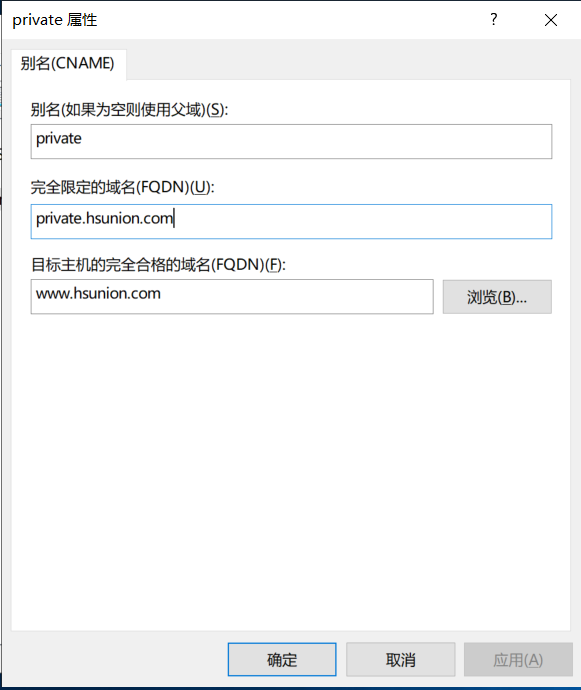 private 属性
?
别名(CNAME)
别名(如果为空则使用父域)(S):
private
完全限定的域名(FQDN)(U):
private.hsunion.com
目标主机的完全合格的域名(FQDN)(F):
www.hsunion.com
浏览(B)...
确定
取消
应用(A)